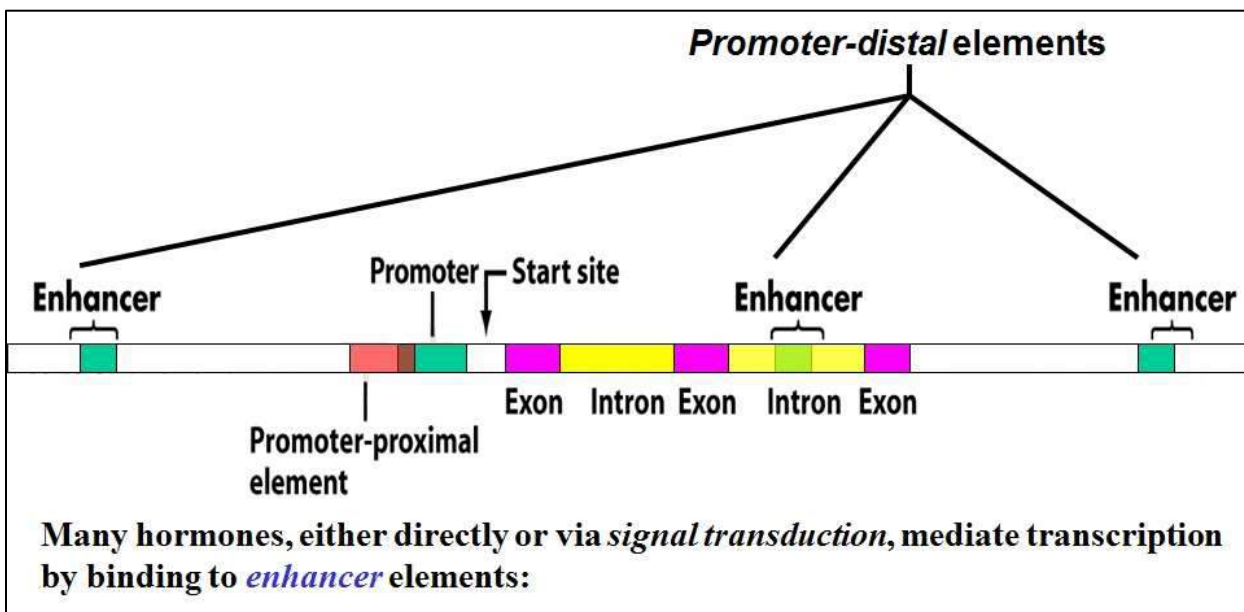 Promoter-distal elements
Promoter
Start site
Enhancer
Enhancer
Enhancer
Exon
Intron
Exon
Intron
Exon
Promoter-proximal
element
Many hormones, either directly or via signal transduction, mediate transcription
by binding to enhancer elements: